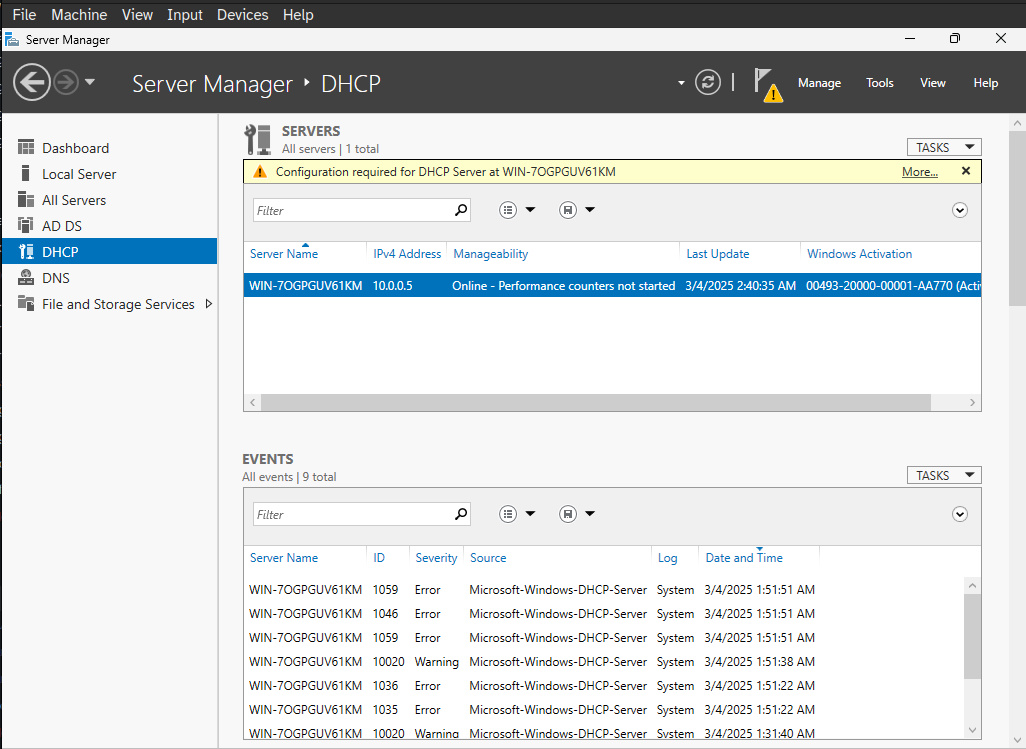 File Machine View Input Devices Help
Server Manager
Server Manager ‣ DHCP
Manage Tools View Help
Dashboard
Local Server
All Servers
AD DS
DHCP
DNS
File and Storage Services
SERVERS
All servers | 1 total
TASKS
Configuration required for DHCP Server at WIN-7OGPGUV61KM More...
Filter
Server Name IPv4 Address Manageability Last Update Windows Activation
WIN-7OGPGUV61KM 10.0.0.5 Online - Performance counters not started 3/4/2025 2:40:35 AM 00493-20000-00001-AA770 (Acti
EVENTS
All events | 9 total
TASKS
Filter
Server Name ID Severity Source Log Date and Time
WIN-7OGPGUV61KM 1059 Error Microsoft-Windows-DHCP-Server System 3/4/2025 1:51:51 AM
WIN-7OGPGUV61KM 1046 Error Microsoft-Windows-DHCP-Server System 3/4/2025 1:51:51 AM
WIN-7OGPGUV61KM 1059 Error Microsoft-Windows-DHCP-Server System 3/4/2025 1:51:51 AM
WIN-7OGPGUV61KM 10020 Warning Microsoft-Windows-DHCP-Server System 3/4/2025 1:51:38 AM
WIN-7OGPGUV61KM 1036 Error Microsoft-Windows-DHCP-Server System 3/4/2025 1:51:22 AM
WIN-7OGPGUV61KM 1035 Error Microsoft-Windows-DHCP-Server System 3/4/2025 1:51:22 AM
WIN-7OGPGUV61KM 10020 Warning Microsoft-Windows-DHCP-Server System 3/4/2025 1:31:40 AM